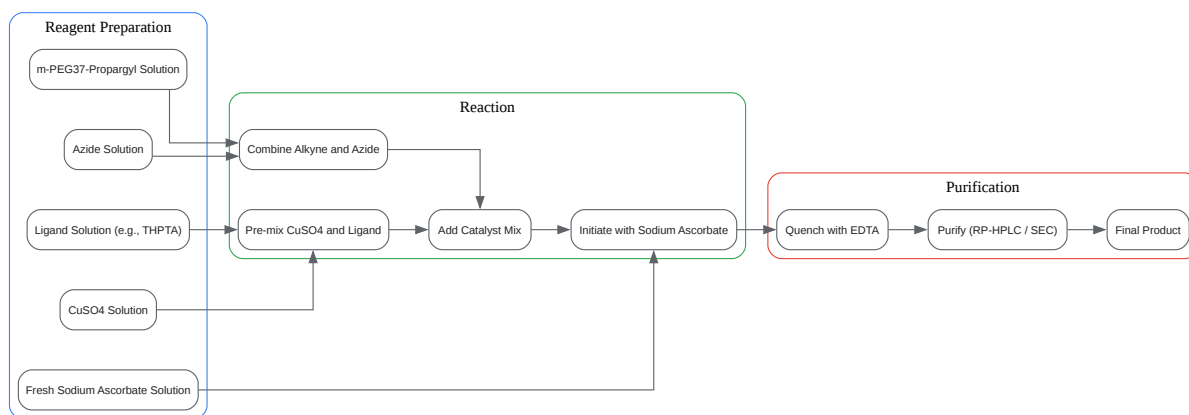 Reagent Preparation
m-PEG37-Propargyl Solution
Azide Solution
Ligand Solution (e.g., THPTA)
CuSO4 Solution
Fresh Sodium Ascorbate Solution
Reaction
Combine Alkyne and Azide
Pre-mix CuSO4 and Ligand
Add Catalyst Mix
Initiate with Sodium Ascorbate
Purification
Quench with EDTA
Purify (RP-HPLC / SEC)
Final Product